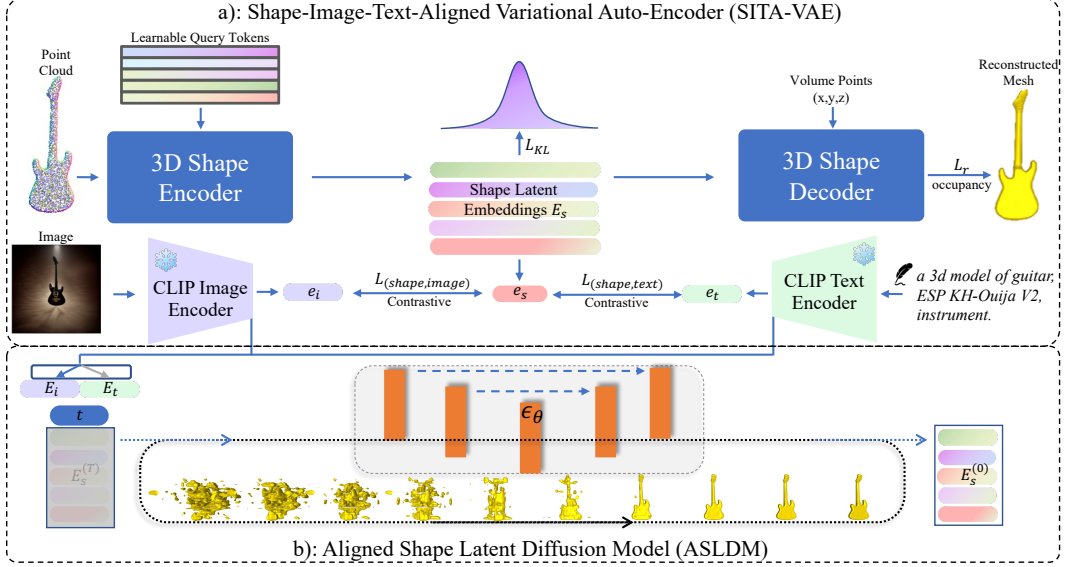 a): Shape-Image-Text-Aligned Variational Auto-Encoder (SITA-VAE)
Learnable Query Tokens
Point
Cloud
3D Shape
Encoder
L_{KL}
Shape Latent
Embeddings E_s
Volume Points
(x,y,z)
3D Shape
Decoder
L_r
occupancy
Reconstructed
Mesh
Image
CLIP Image
Encoder
e_i
L_{(shape,image)}
Contrastive
e_s
L_{(shape,text)}
Contrastive
e_t
CLIP Text
Encoder
a 3d model of guitar,
ESP KH-Ouija V2,
instrument.
E_i
E_t
t
E_s^{(T)}
ϵ_θ
E_s^{(0)}
b): Aligned Shape Latent Diffusion Model (ASLDM)